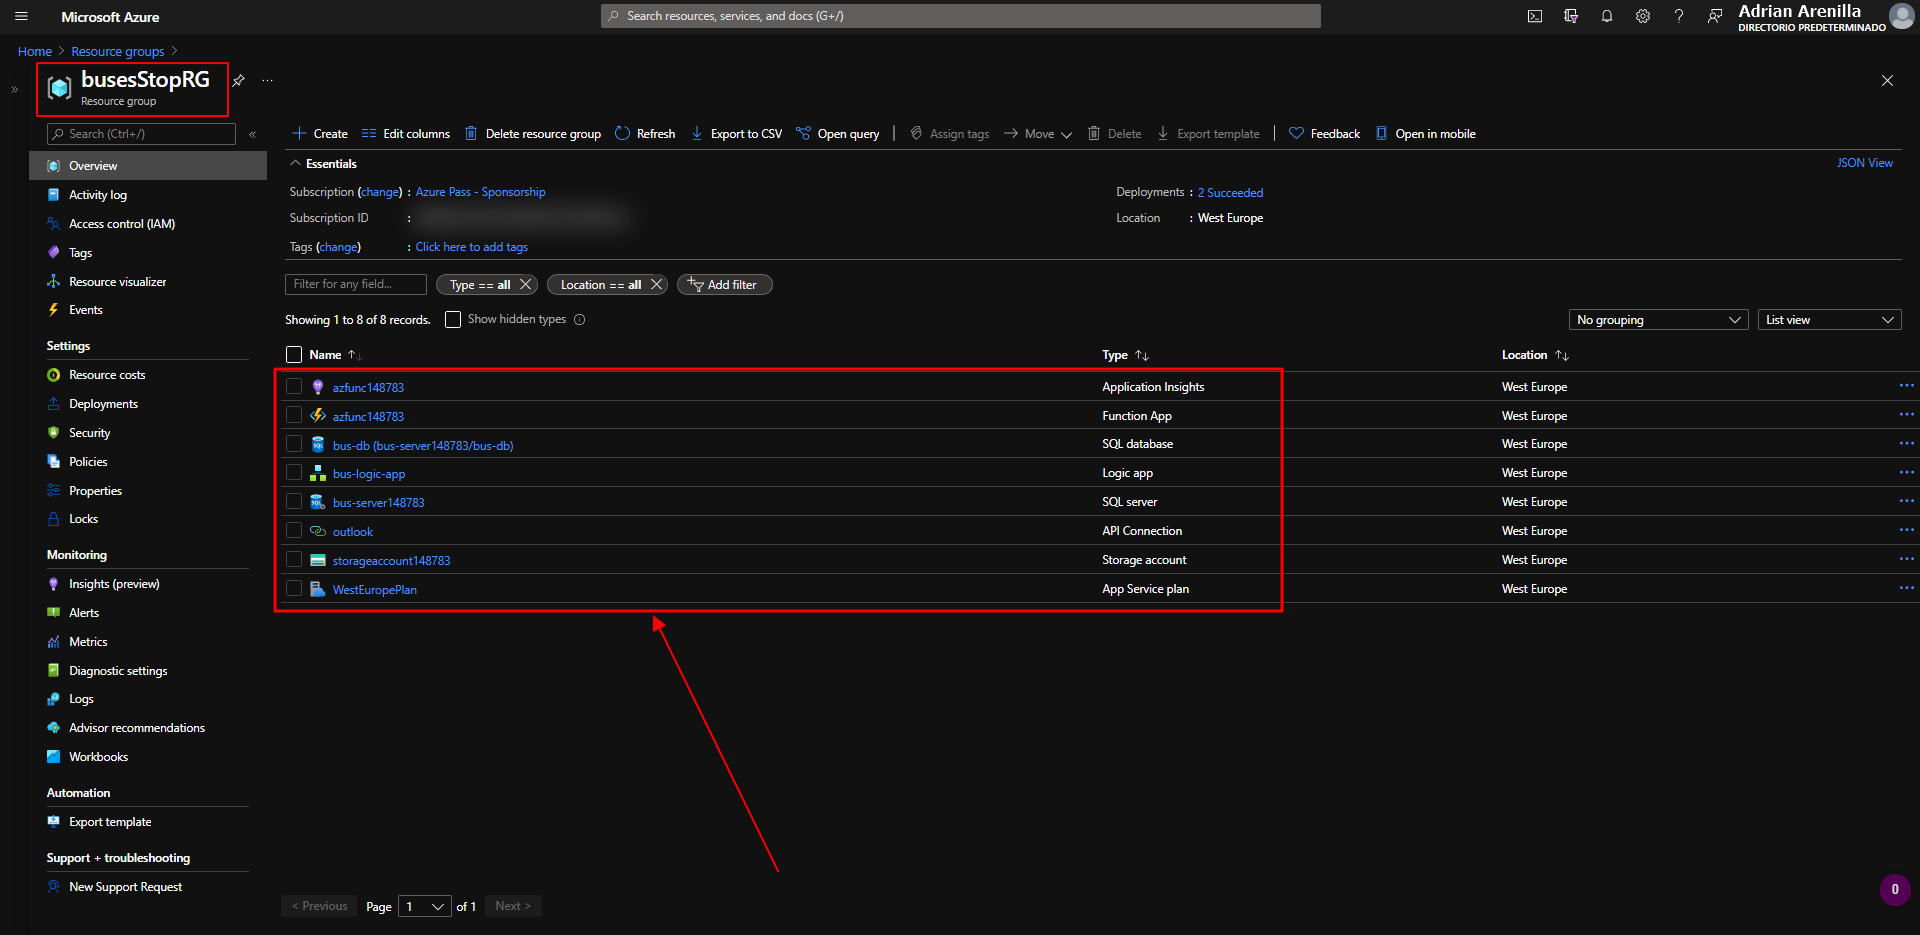 Microsoft Azure
Search resources, services, and docs (G+/)
Adrian Arenilla
DIRECTORIO PREDETERMINADO
Home > Resource groups >
busesStopRG
Resource group
Search (Ctrl+/)
Overview
Activity log
Access control (IAM)
Tags
Resource visualizer
Events
Settings
Resource costs
Deployments
Security
Policies
Properties
Locks
Monitoring
Insights (preview)
Alerts
Metrics
Diagnostic settings
Logs
Advisor recommendations
Workbooks
Automation
Export template
Support + troubleshooting
New Support Request
Create Edit columns Delete resource group Refresh Export to CSV Open query Assign tags Move Delete Export template Feedback Open in mobile
Essentials
JSON View
Subscription (change) : Azure Pass - Sponsorship
Subscription ID :
Tags (change) : Click here to add tags
Deployments : 2 Succeeded
Location : West Europe
Filter for any field...
Type == all
Location == all
Add filter
Showing 1 to 8 of 8 records.
Show hidden types
No grouping
List view
Name Type Location
azfunc148783 Application Insights West Europe
azfunc148783 Function App West Europe
bus-db (bus-server148783/bus-db) SQL database West Europe
bus-logic-app Logic app West Europe
bus-server148783 SQL server West Europe
outlook API Connection West Europe
storageaccount148783 Storage account West Europe
WestEuropePlan App Service plan West Europe
< Previous Page 1 of 1 Next >
0